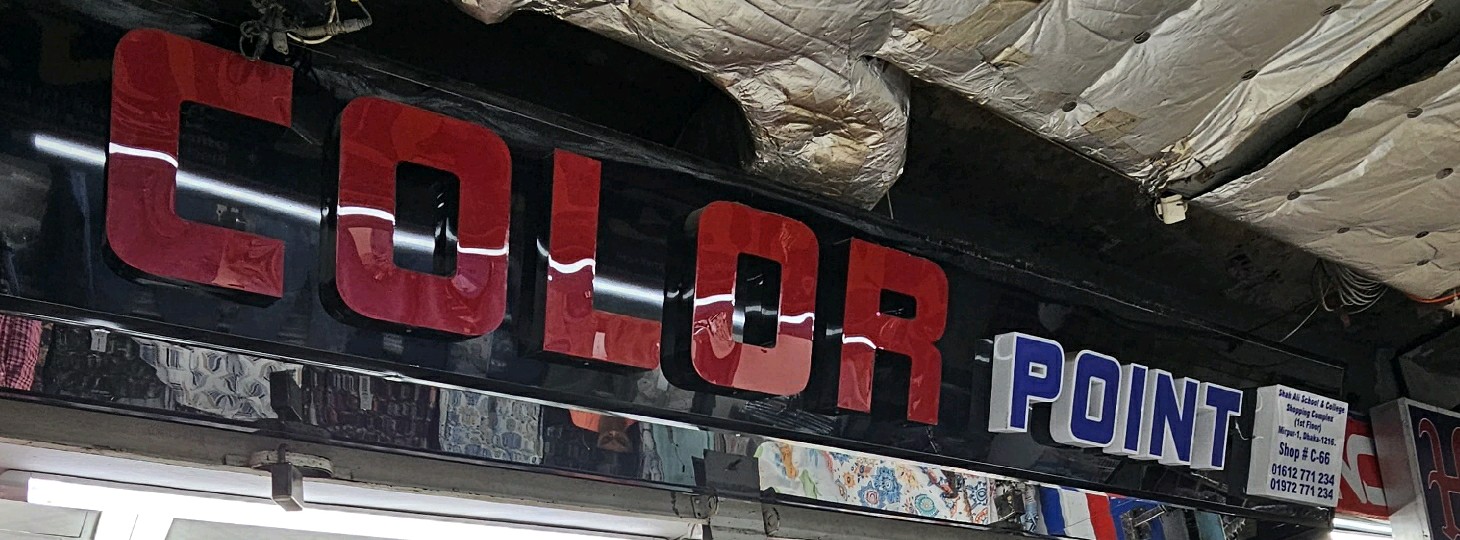 COLOR POINT
Shah Ali School & College
Shopping Complex
(1st Floor)
Mirpur-1, Dhaka-1216.
Shop # C-66
01612 771 234
01972 771 234